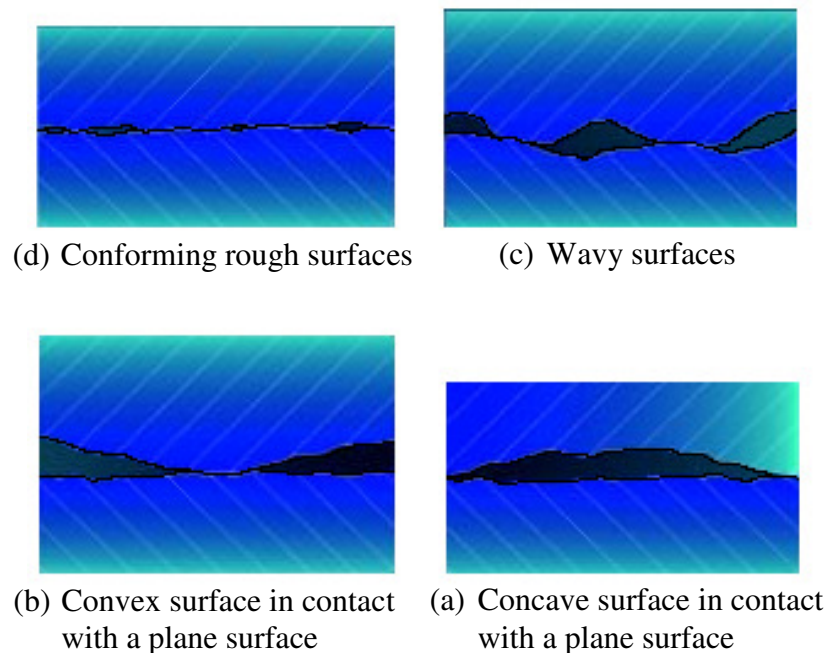 (d) Conforming rough surfaces
(c) Wavy surfaces
(b) Convex surface in contact
with a plane surface
(a) Concave surface in contact
with a plane surface